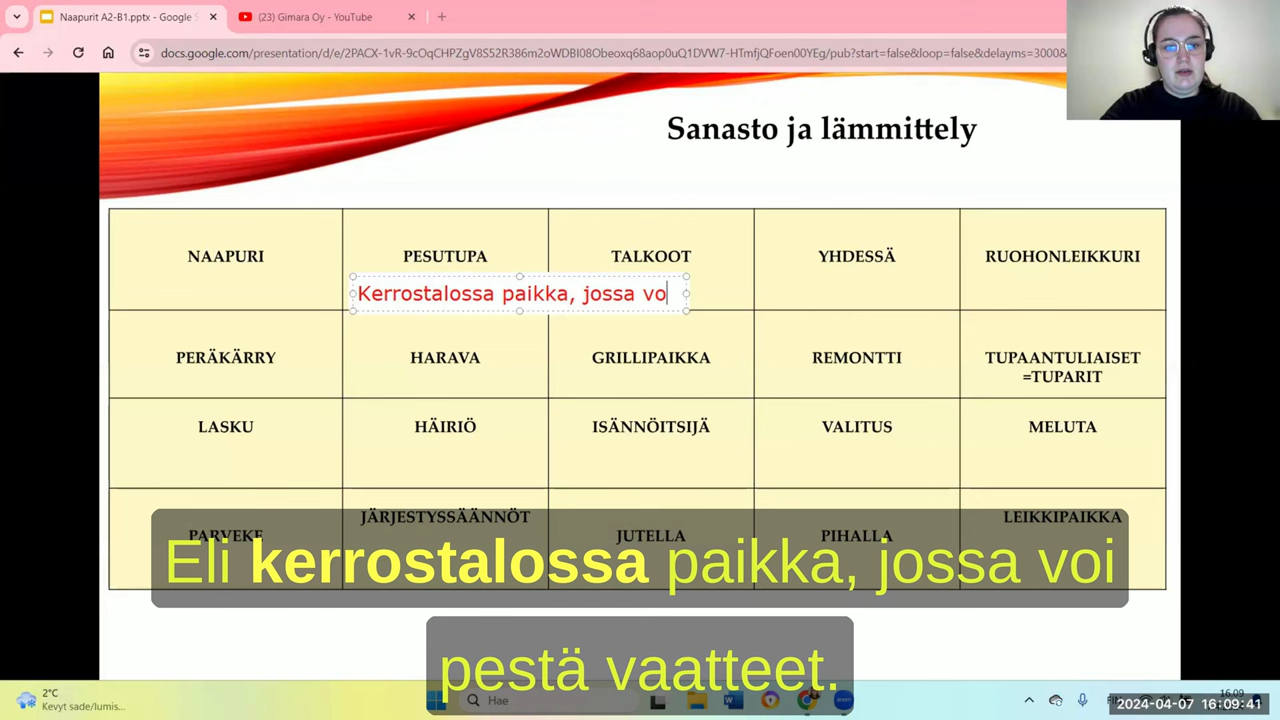 Naapurit A2-B1.pptx - Google S
(23) Gimara Oy - YouTube
docs.google.com/presentation/d/e/2PACX-1vR-9cOqCHPZqV8S52R386m2oWDBI08Obeoxq68aop0uQ1DVW7-HTmfjQFoen00YEg/pub?start=false&loop=false&delayms=3000&
Sanasto ja lämmittely
NAAPURI PESUTUPA TALKOOT YHDESSÄ RUOHONLEIKKURI
Kerrostalossa paikka, jossa vo
PERÄKÄRRY HARAVA GRILLIPAIKKA REMONTTI TUPAANTULIAISET
=TUPARIT
LASKU HÄIRIÖ ISÄNNÖITSIJÄ VALITUS MELUTA
JÄRJESTYSSÄÄNNÖT LEIKKIPAIKKA
PARVEKE JUTELLA PIHALLA
Eli kerrostalossa paikka, jossa voi
pestä vaatteet.
2°C
Kevyt sade/lumis...
Hae
16.09
2024-04-07 16:09:41